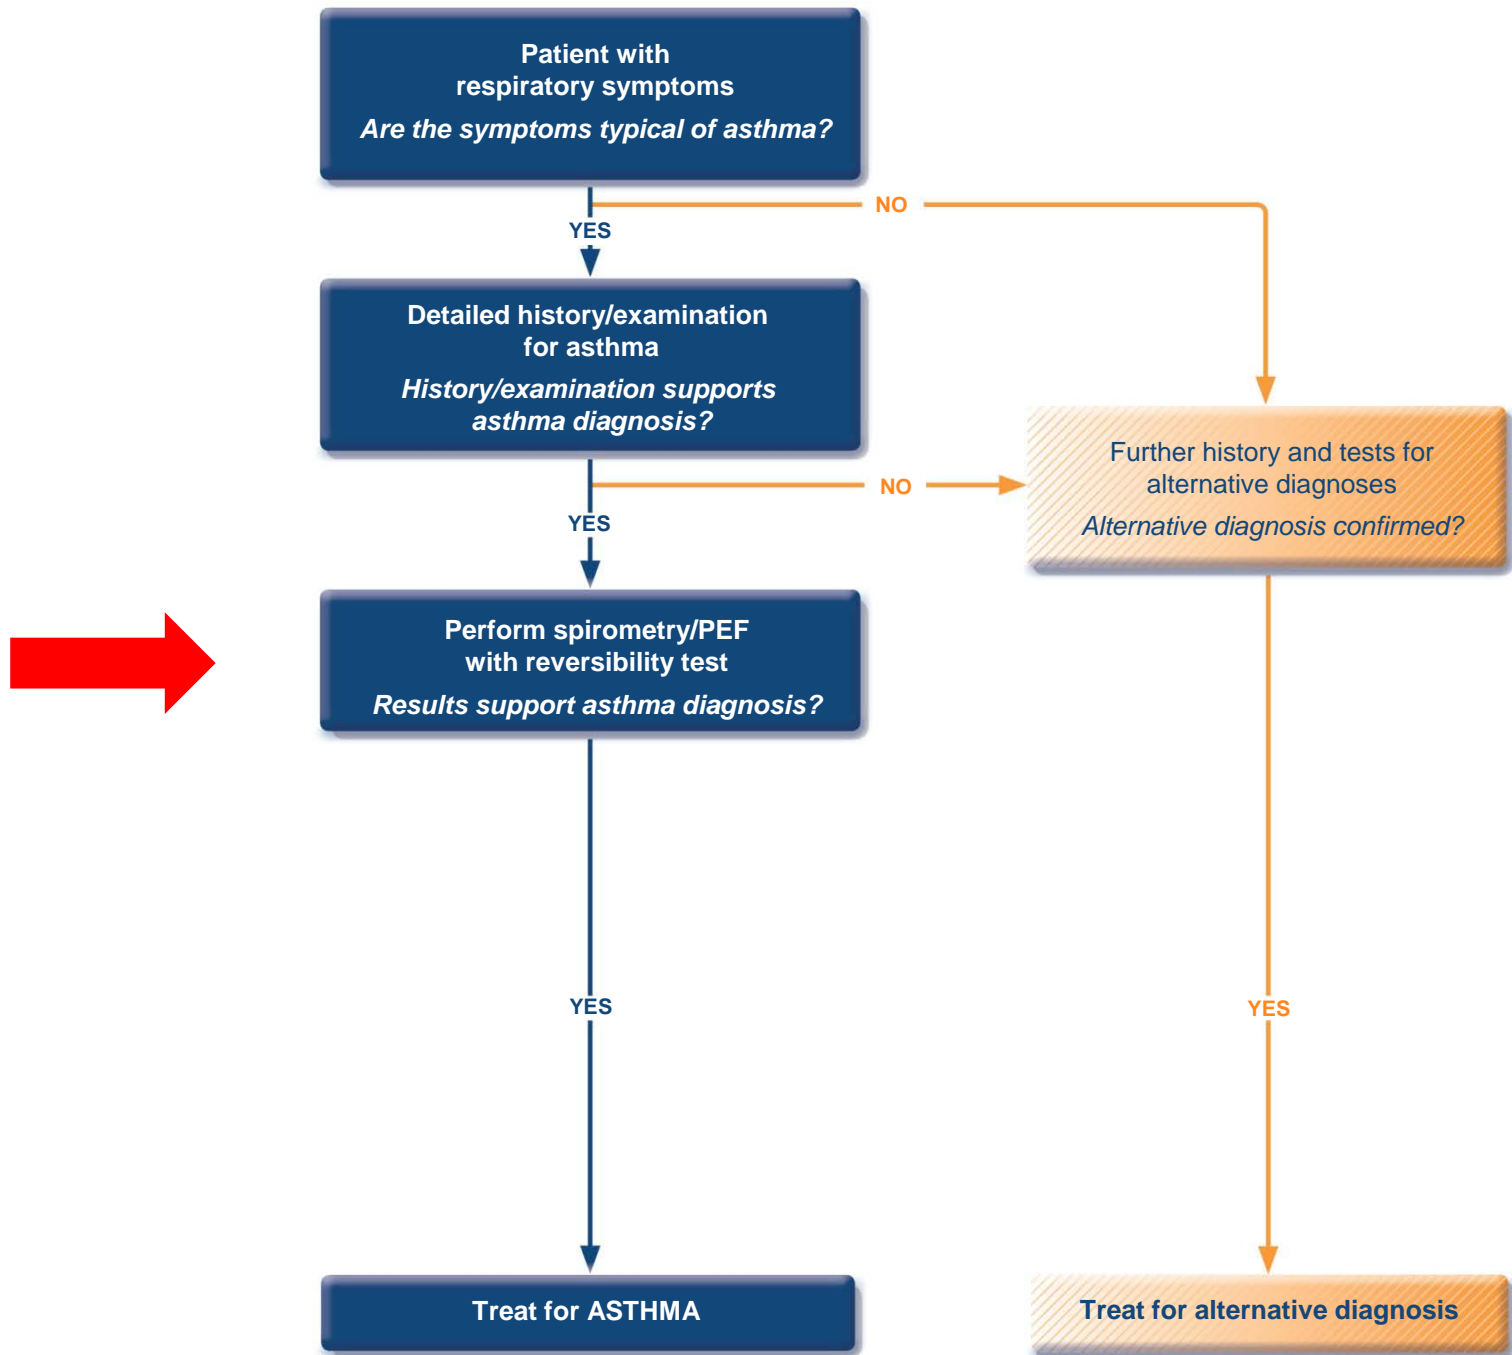 Patient with
respiratory symptoms
Are the symptoms typical of asthma?
NO
YES
Detailed history/examination
for asthma
History/examination supports
asthma diagnosis?
Further history and tests for
alternative diagnoses
Alternative diagnosis confirmed?
NO
YES
Perform spirometry/PEF
with reversibility test
Results support asthma diagnosis?
YES
YES
Treat for ASTHMA
Treat for alternative diagnosis